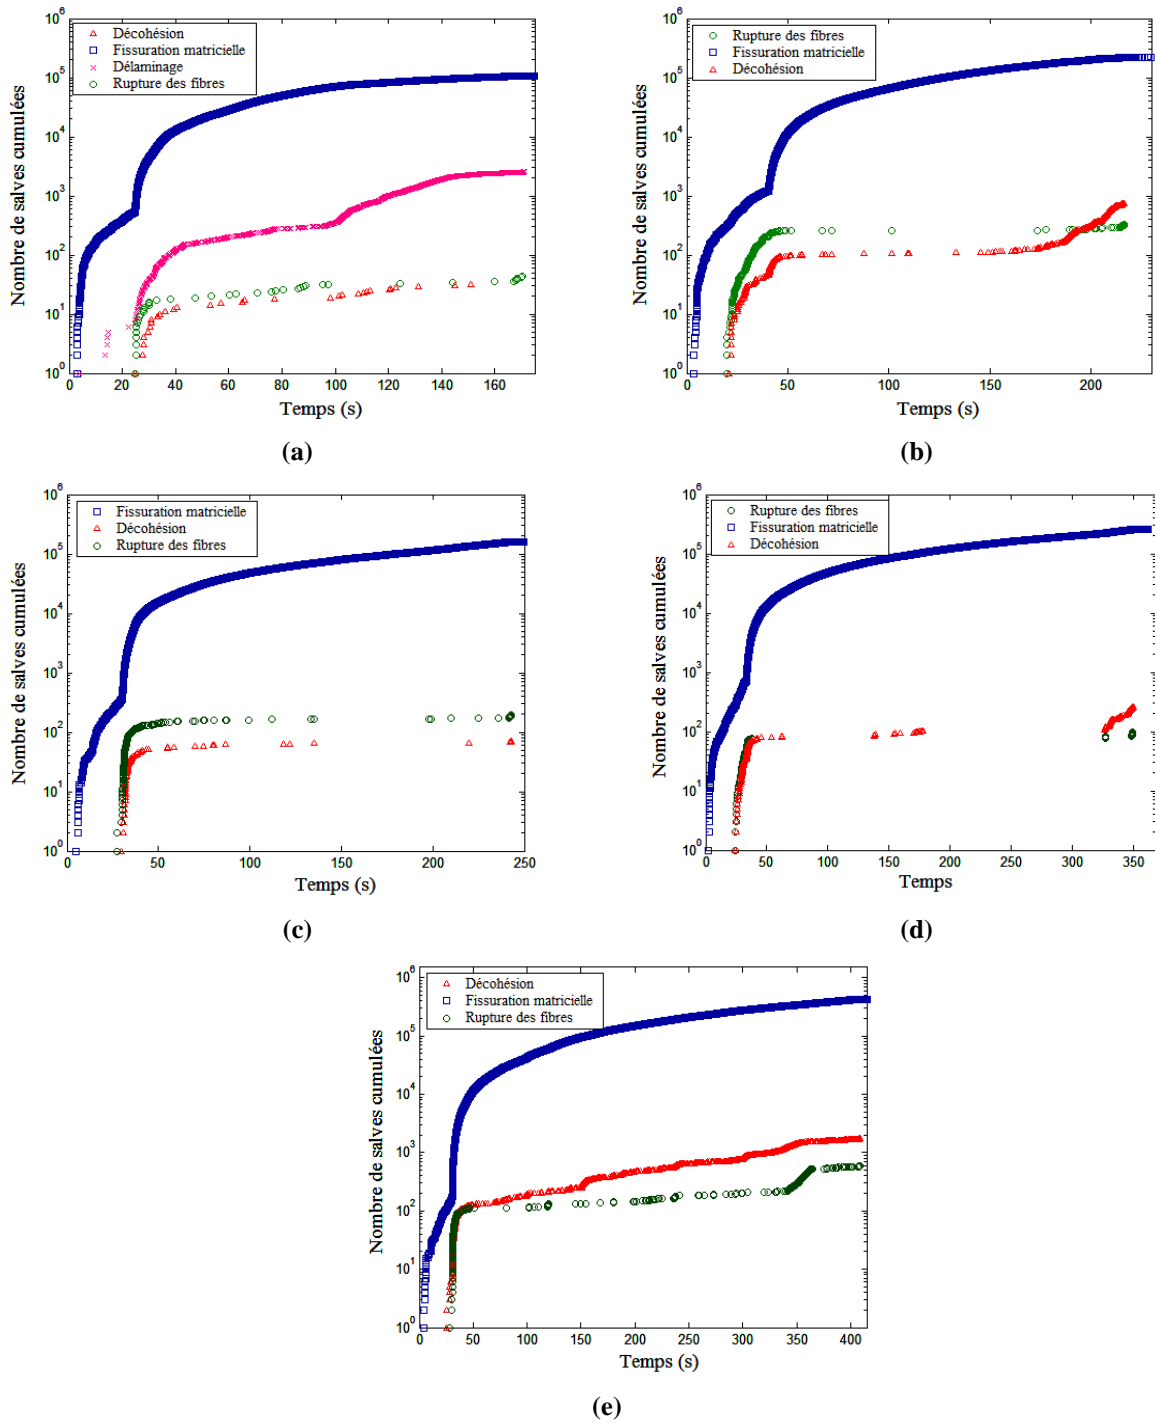 Nombre de salves cumulées
10^6
10^5
10^4
10^3
10^2
10^1
10^0
Décohésion
Fissuration matricielle
Délaminage
Rupture des fibres
0 20 40 60 80 100 120 140 160
Temps (s)
(a)
Nombre de salves cumulées
10^6
10^5
10^4
10^3
10^2
10^1
10^0
Rupture des fibres
Fissuration matricielle
Décohésion
0 50 100 150 200
Temps (s)
(b)
Nombre de salves cumulées
10^6
10^5
10^4
10^3
10^2
10^1
10^0
Fissuration matricielle
Décohésion
Rupture des fibres
0 50 100 150 200 250
Temps (s)
(c)
Nombre de salves cumulées
10^6
10^5
10^4
10^3
10^2
10^1
10^0
Rupture des fibres
Fissuration matricielle
Décohésion
0 50 100 150 200 250 300 350
Temps
(d)
Nombre de salves cumulées
10^6
10^5
10^4
10^3
10^2
10^1
10^0
Décohésion
Fissuration matricielle
Rupture des fibres
0 50 100 150 200 250 300 350 400
Temps (s)
(e)